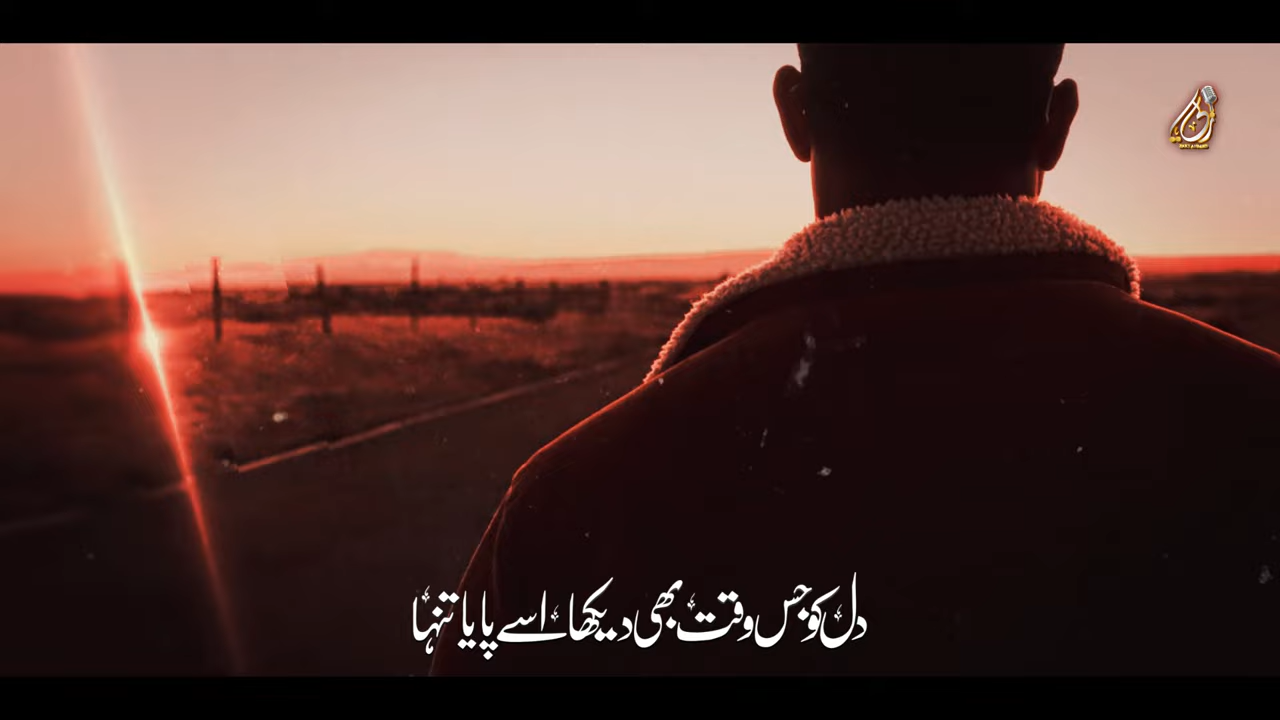 دل کو جس وقت بھی دیکھا، اسے پایا تنہا